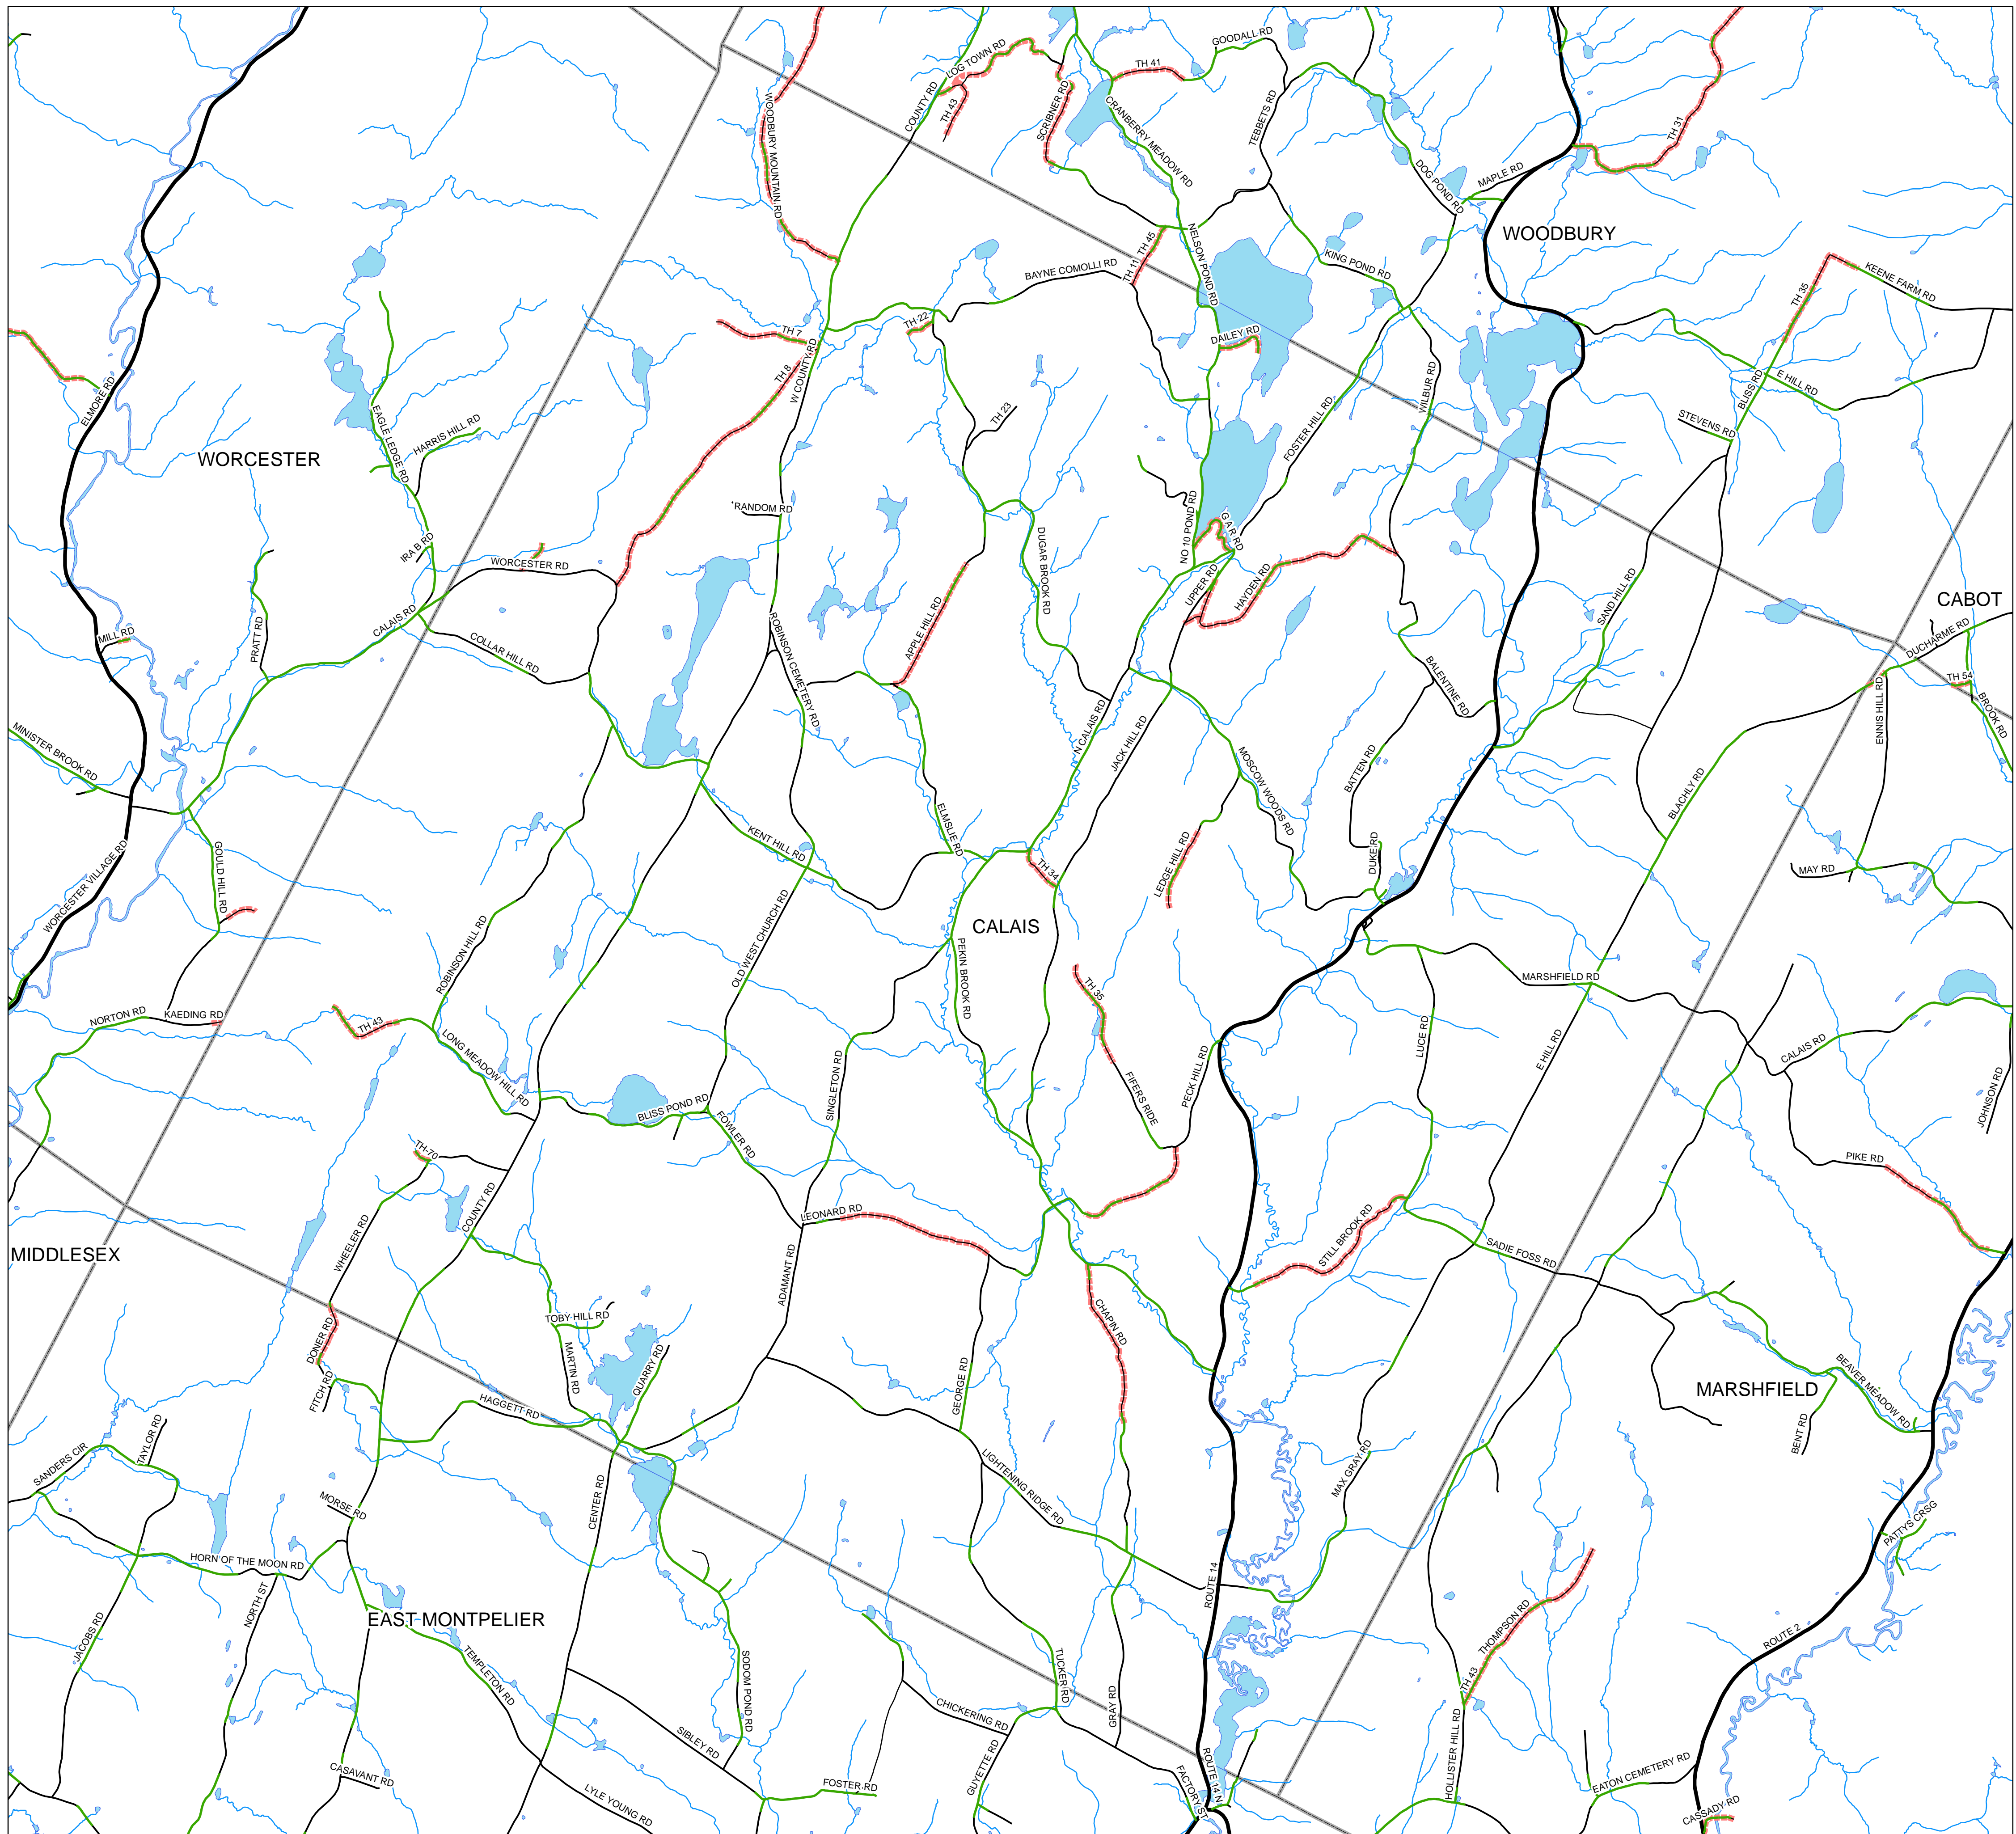 GOODALL RD
LOG TOWN RD
TH 41
COUNTY RD
TH 43
SCRIBNER RD
CRANBERRY MEADOW RD
TEBBETS RD
TH 31
WOODBURY MOUNTAIN RD
DOG POND RD
MAPLE RD
WOODBURY
TH 45
TH 11
NELSON POND RD
BAYNE COMOLLI RD
KING POND RD
KEENE FARM RD
TH 35
TH 7
TH-22
DAILEY RD
W COUNTY RD
TH 8
ELMORE RD
WILBUR RD
BLISS RD
E HILL RD
STEVENS RD
EAGLE LEDGE RD
HARRIS HILL RD
TH 23
FOSTER HILL RD
WORCESTER
RANDOM RD
NO 10 POND RD
G A R RD
IRA B RD
WORCESTER RD
DUGAR BROOK RD
UPPER RD
HAYDEN RD
SAND HILL RD
CABOT
CALAIS RD
MILL RD
PRATT RD
COLLAR HILL RD
ROBINSON CEMETERY RD
APPLE HILL RD
DUCHARME RD
BALENTINE RD
TH 54
ENNIS HILL RD
BROOK RD
MINISTER BROOK RD
N CALAIS RD
JACK HILL RD
MOSCOW WOODS RD
BATTEN RD
BLACHLY RD
KENT HILL RD
ELMSLIE RD
GOULD HILL RD
WORCESTER VILLAGE RD
TH 34
LEDGE HILL RD
DUKE RD
MAY RD
ROBINSON HILL RD
OLD WEST CHURCH RD
CALAIS
PEKIN BROOK RD
MARSHFIELD RD
NORTON RD
KAEDING RD
TH 43
TH 35
LONG MEADOW HILL RD
SINGLETON RD
FIFERS RIDE
PECK HILL RD
LUCE RD
E HILL RD
CALAIS RD
JOHNSON RD
BLISS POND RD
FOWLER RD
TH-70
PIKE RD
WHEELER RD
COUNTY RD
LEONARD RD
STILL BROOK RD
SADIE FOSS RD
MIDDLESEX
ADAMANT RD
CHAPIN RD
DONER RD
TOBY HILL RD
MARTIN RD
QUARRY RD
FITCH RD
HAGGETT RD
GEORGE RD
MARSHFIELD
BEAVER MEADOW RD
BENT RD
SANDERS CIR
TAYLOR RD
LIGHTENING RIDGE RD
MAX GRAY RD
MORSE RD
CENTER RD
HORN OF THE MOON RD
PATTYS CRSG
ROUTE 14
NORTH ST
EAST MONTPELIER
JACOBS RD
TEMPLETON RD
SODOM POND RD
TUCKER RD
THOMPSON RD
TH 43
ROUTE 2
CHICKERING RD
GRAY RD
SIBLEY RD
HOLLISTER HILL RD
GUYETTE RD
ROUTE 14 N
FACTORY ST
CASAVANT RD
LYLE YOUNG RD
FOSTER RD
EATON CEMETERY RD
CASSADY RD